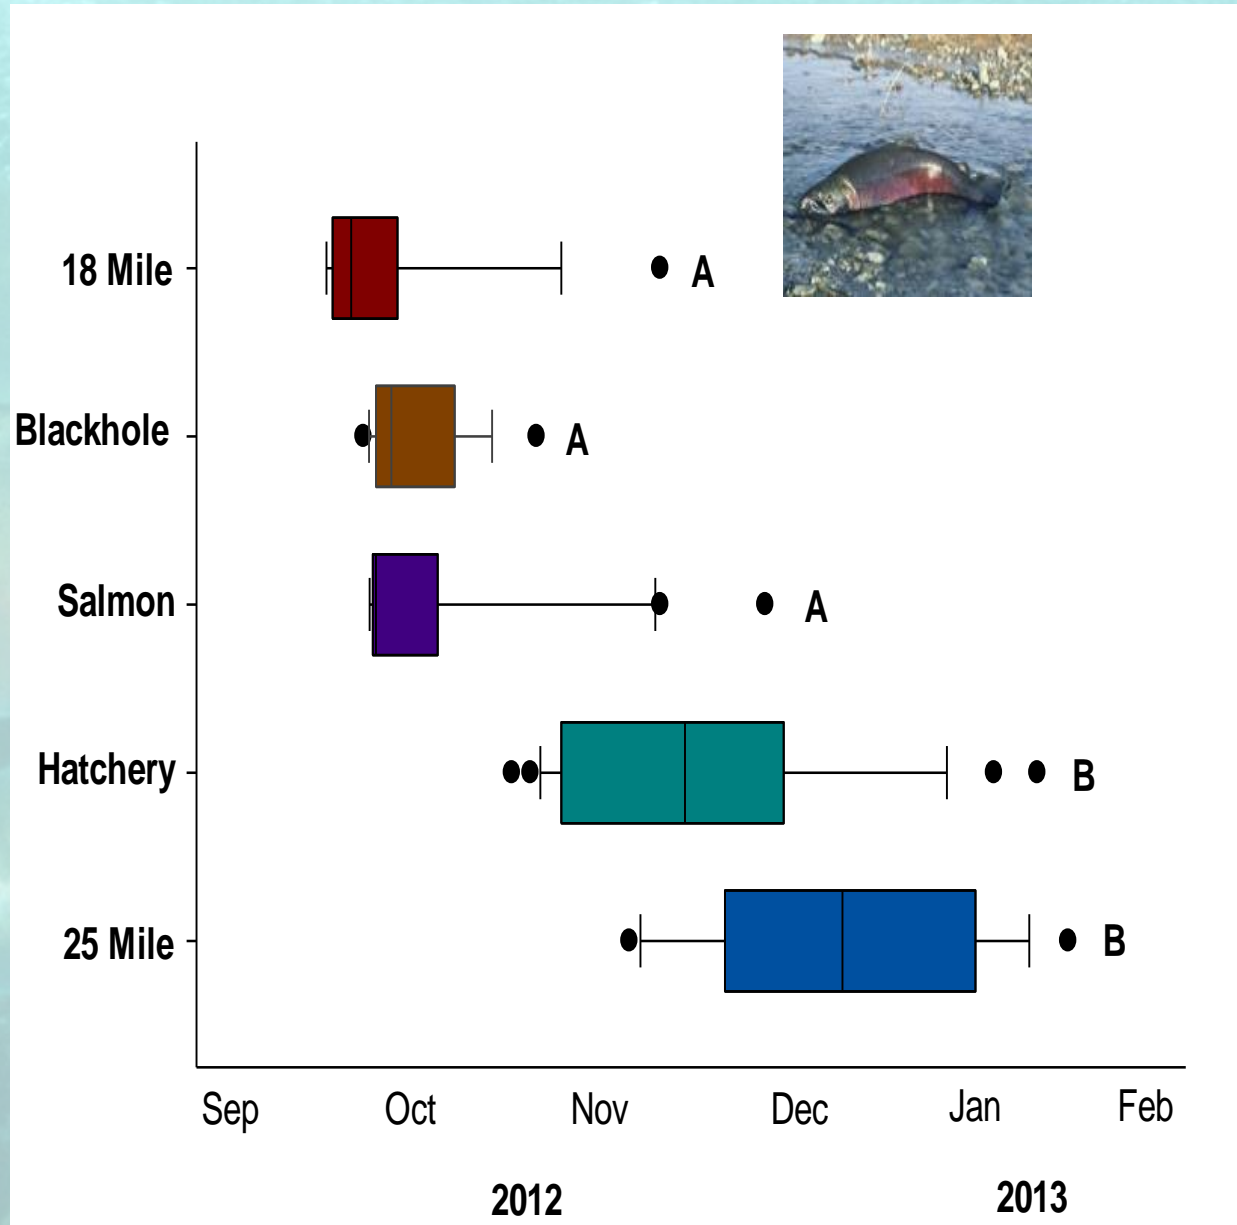 18 Mile
A
Blackhole
A
Salmon
A
Hatchery
B
25 Mile
B
Sep Oct Nov Dec Jan Feb
2012 2013